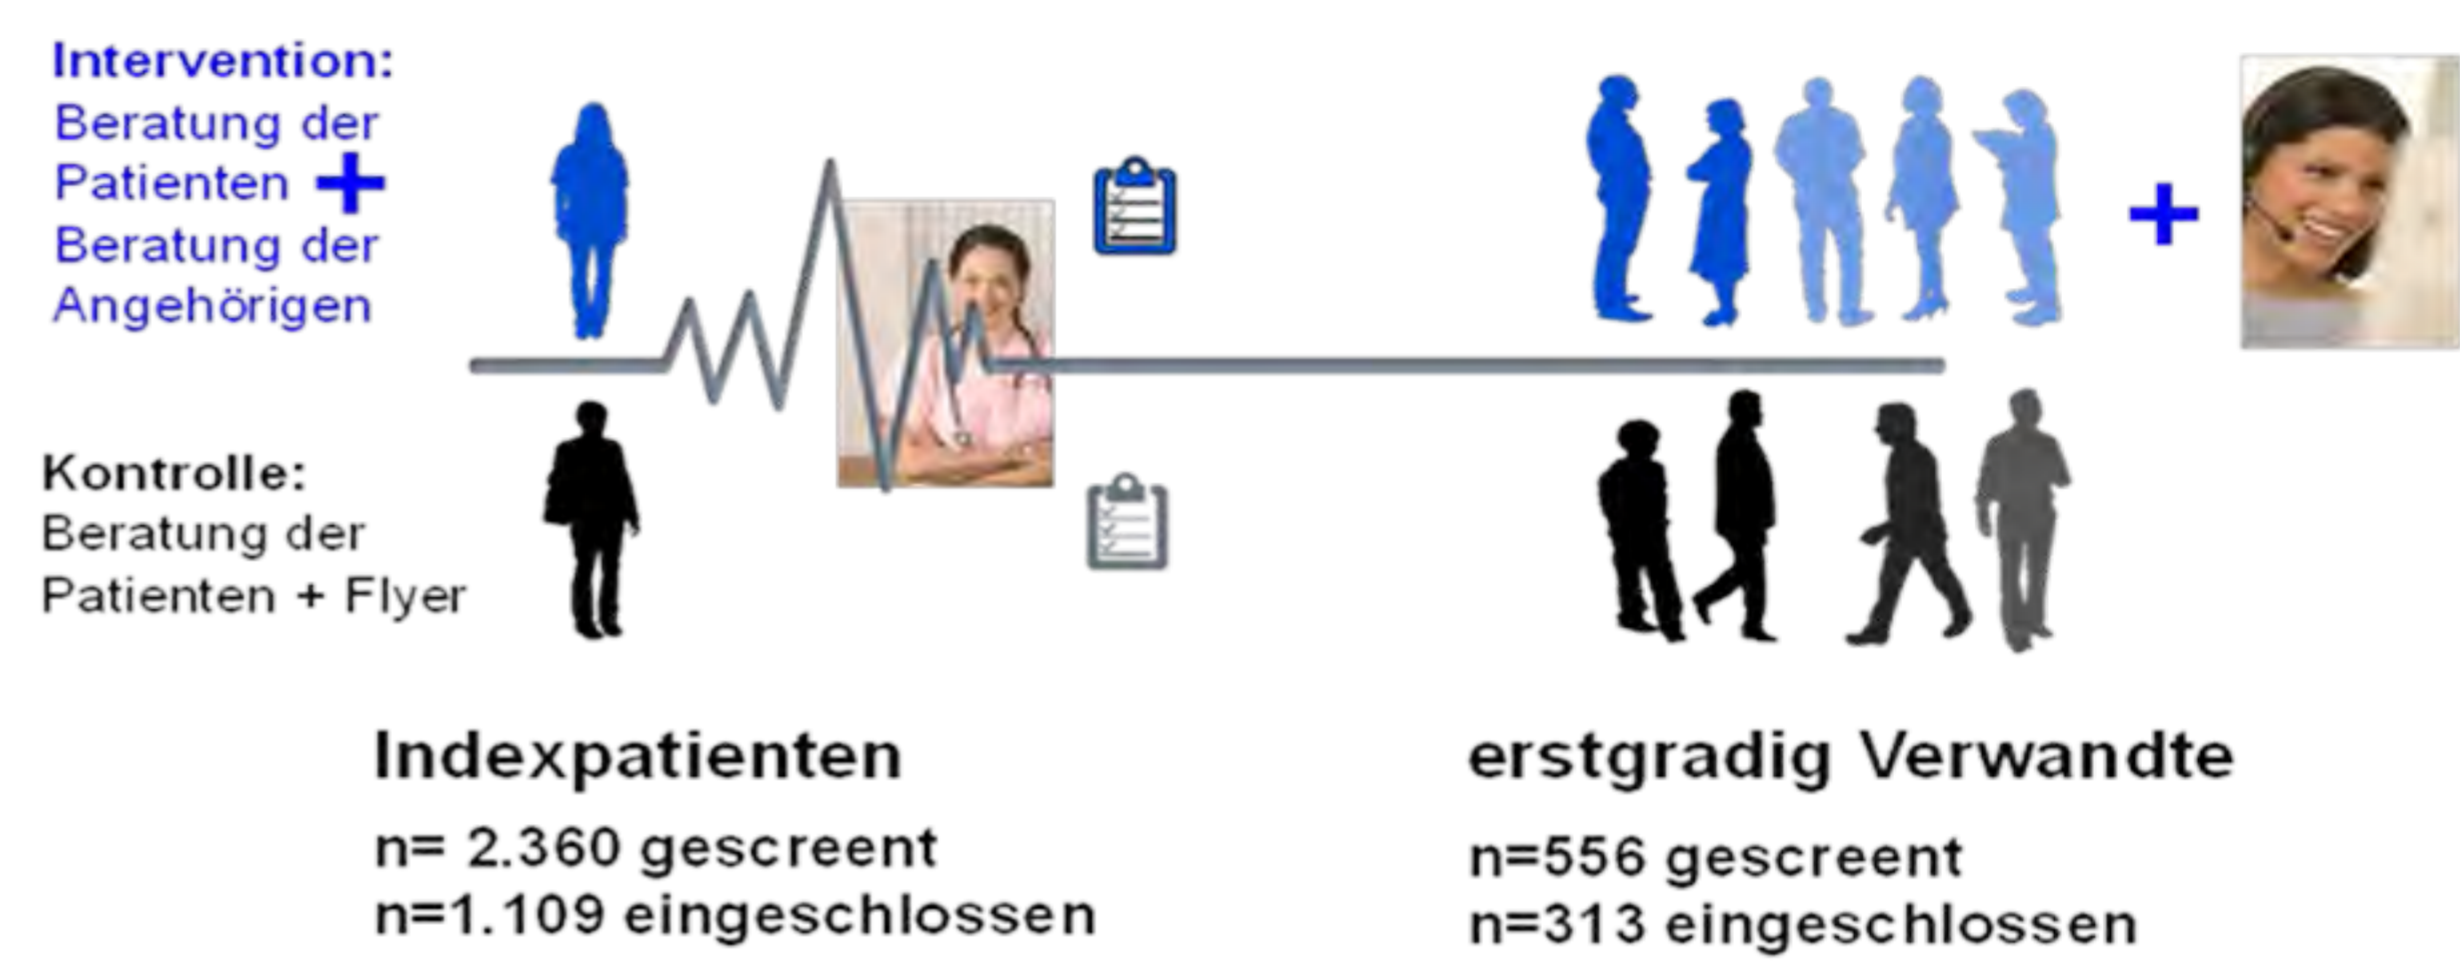 Intervention:
Beratung der
Patienten +
Beratung der
Angehörigen
+
Kontrolle:
Beratung der
Patienten + Flyer
Indexpatienten
n= 2.360 gescreent
n=1.109 eingeschlossen
erstgradig Verwandte
n=556 gescreent
n=313 eingeschlossen